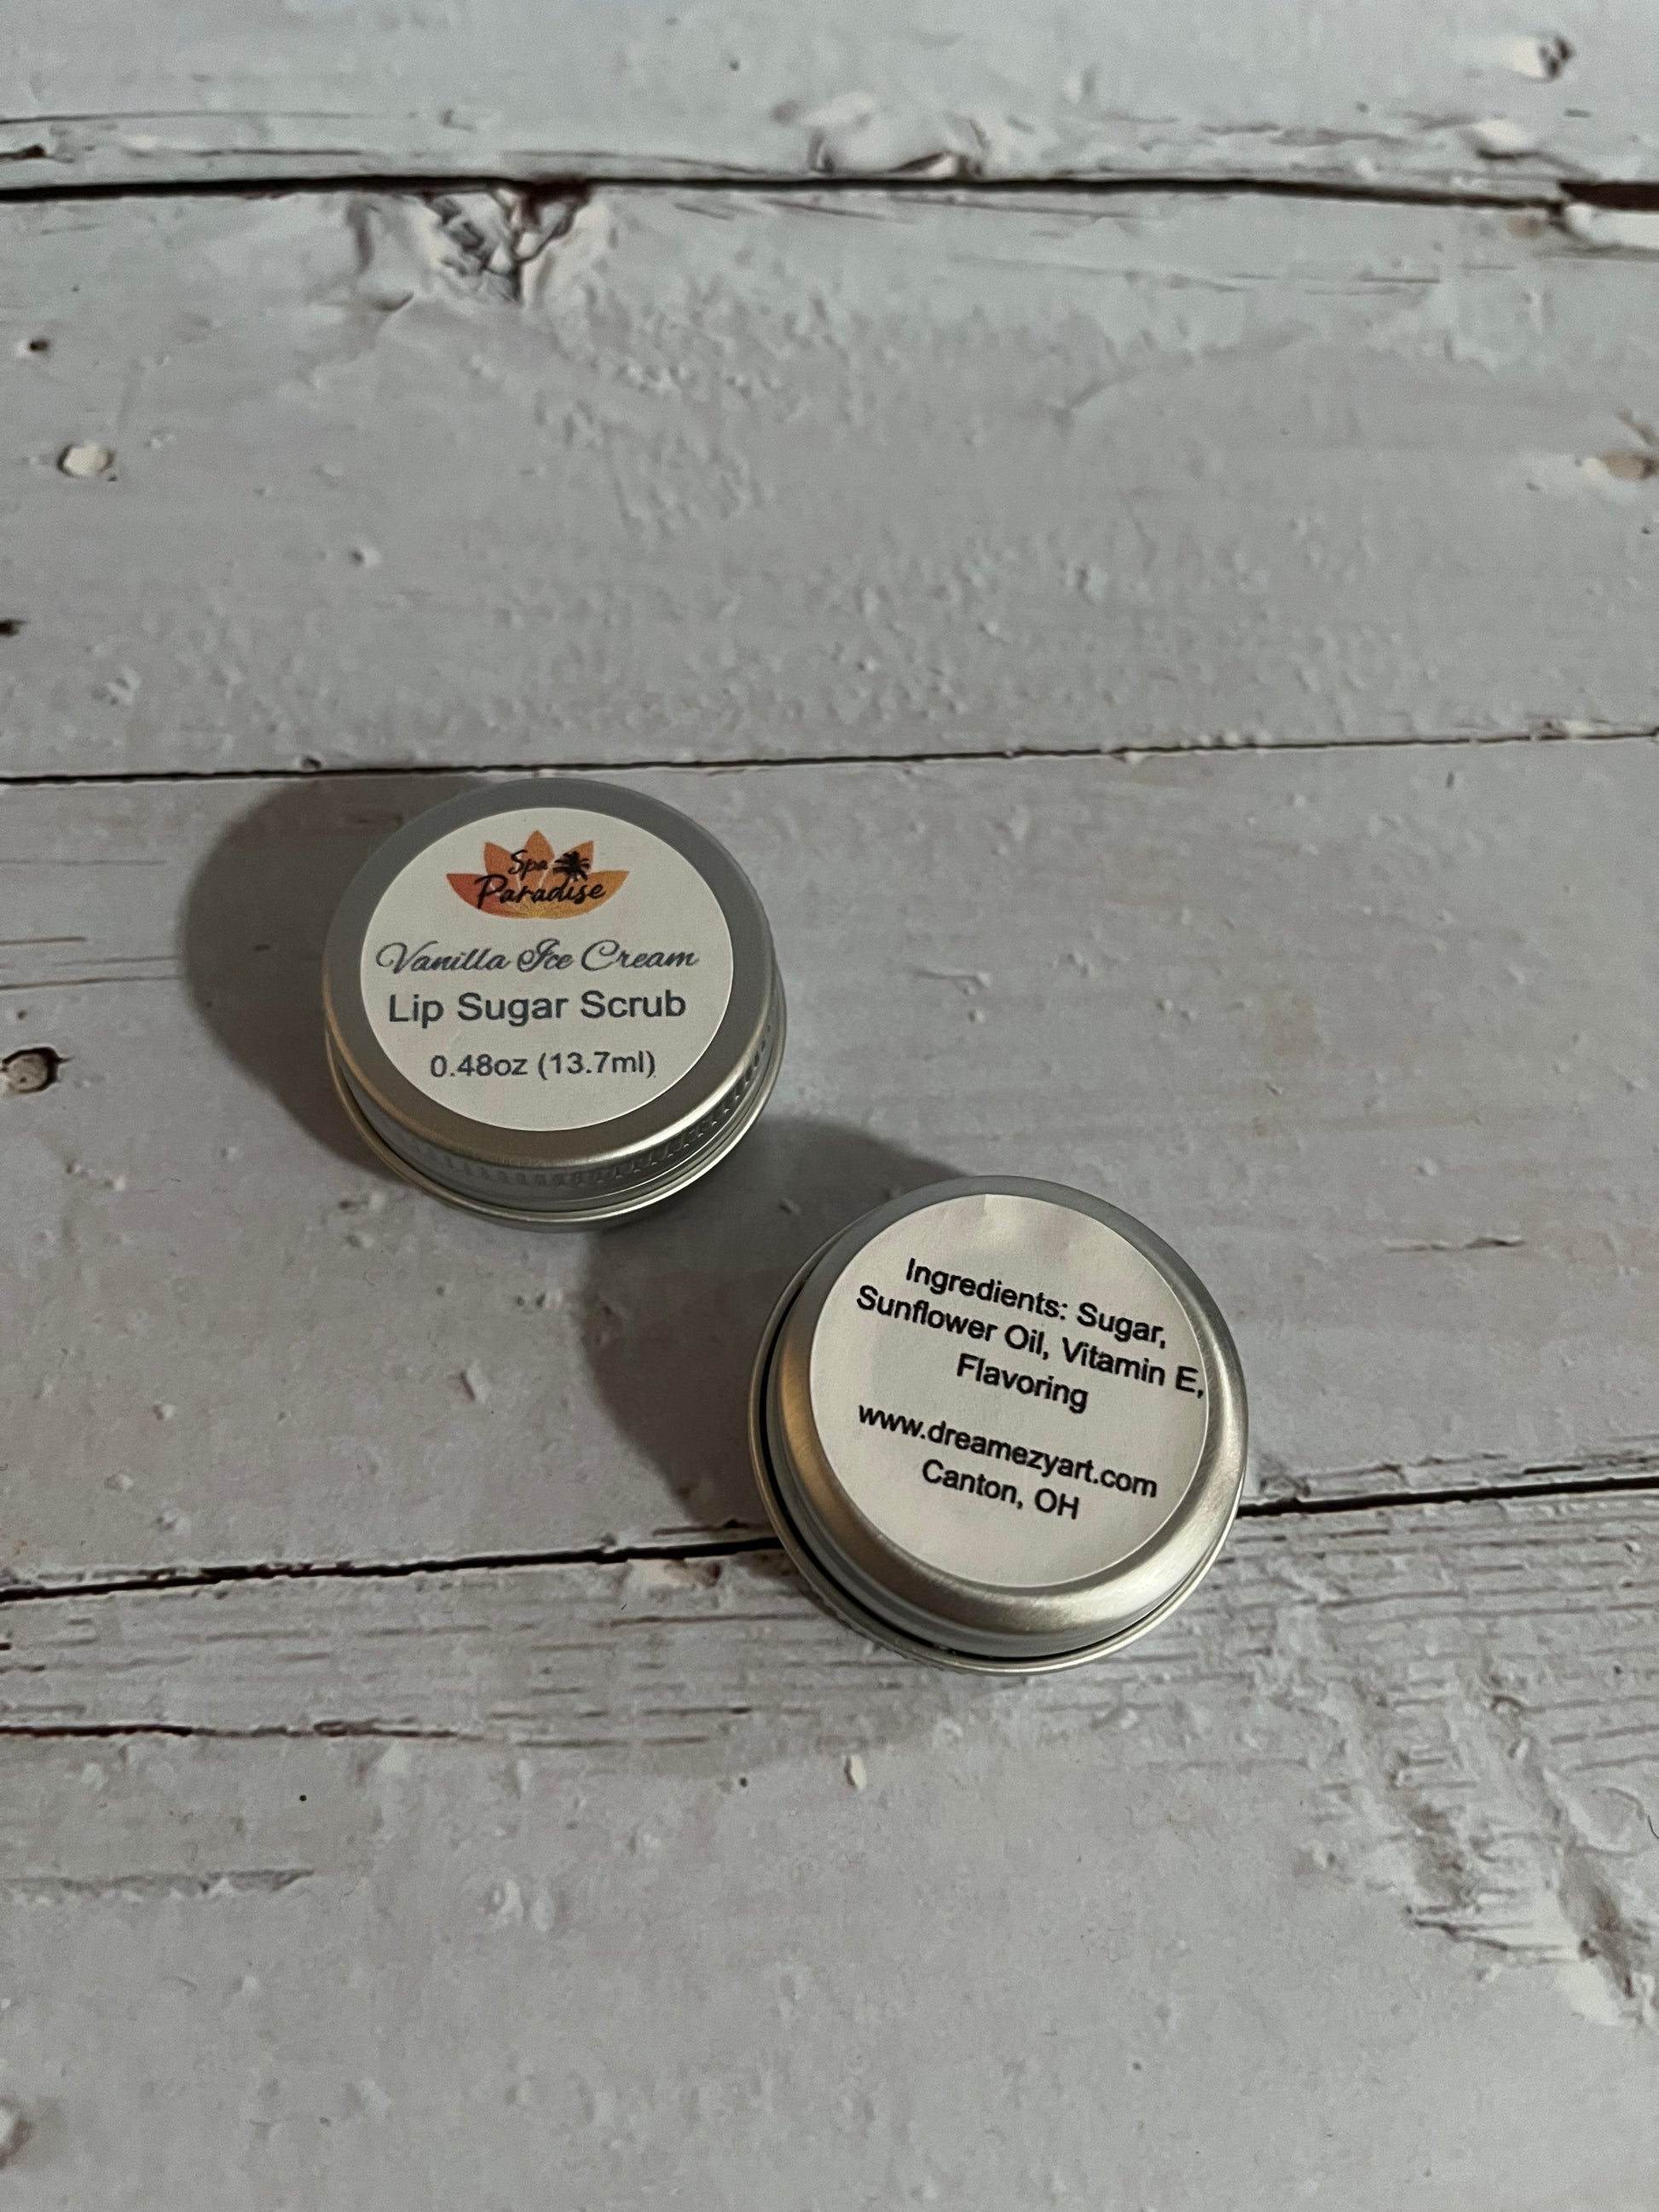 Spa
Paradise
Vanilla Ice Cream
Lip Sugar Scrub
0.48oz (13.7ml)
Ingredients: Sugar,
Sunflower Oil, Vitamin E,
Flavoring
www.dreamezyart.com
Canton, OH